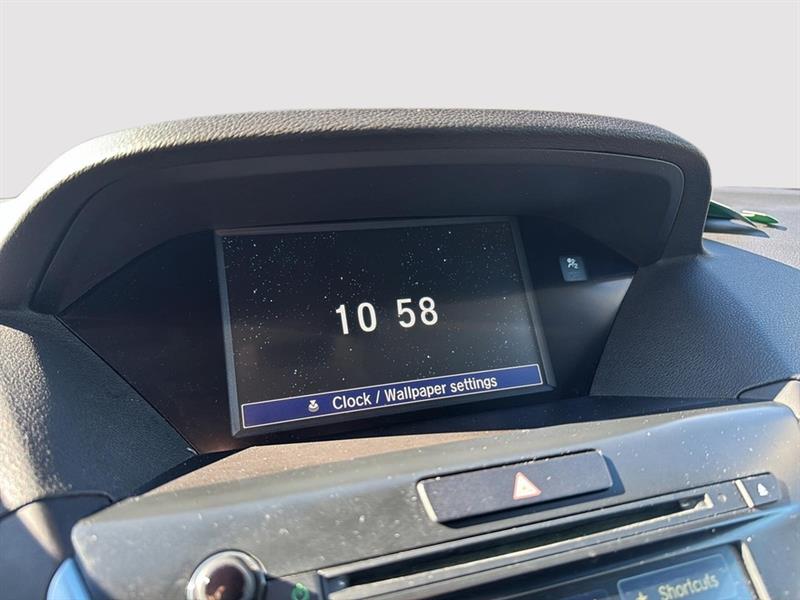 10 58
Clock / Wallpaper settings
Shortcuts